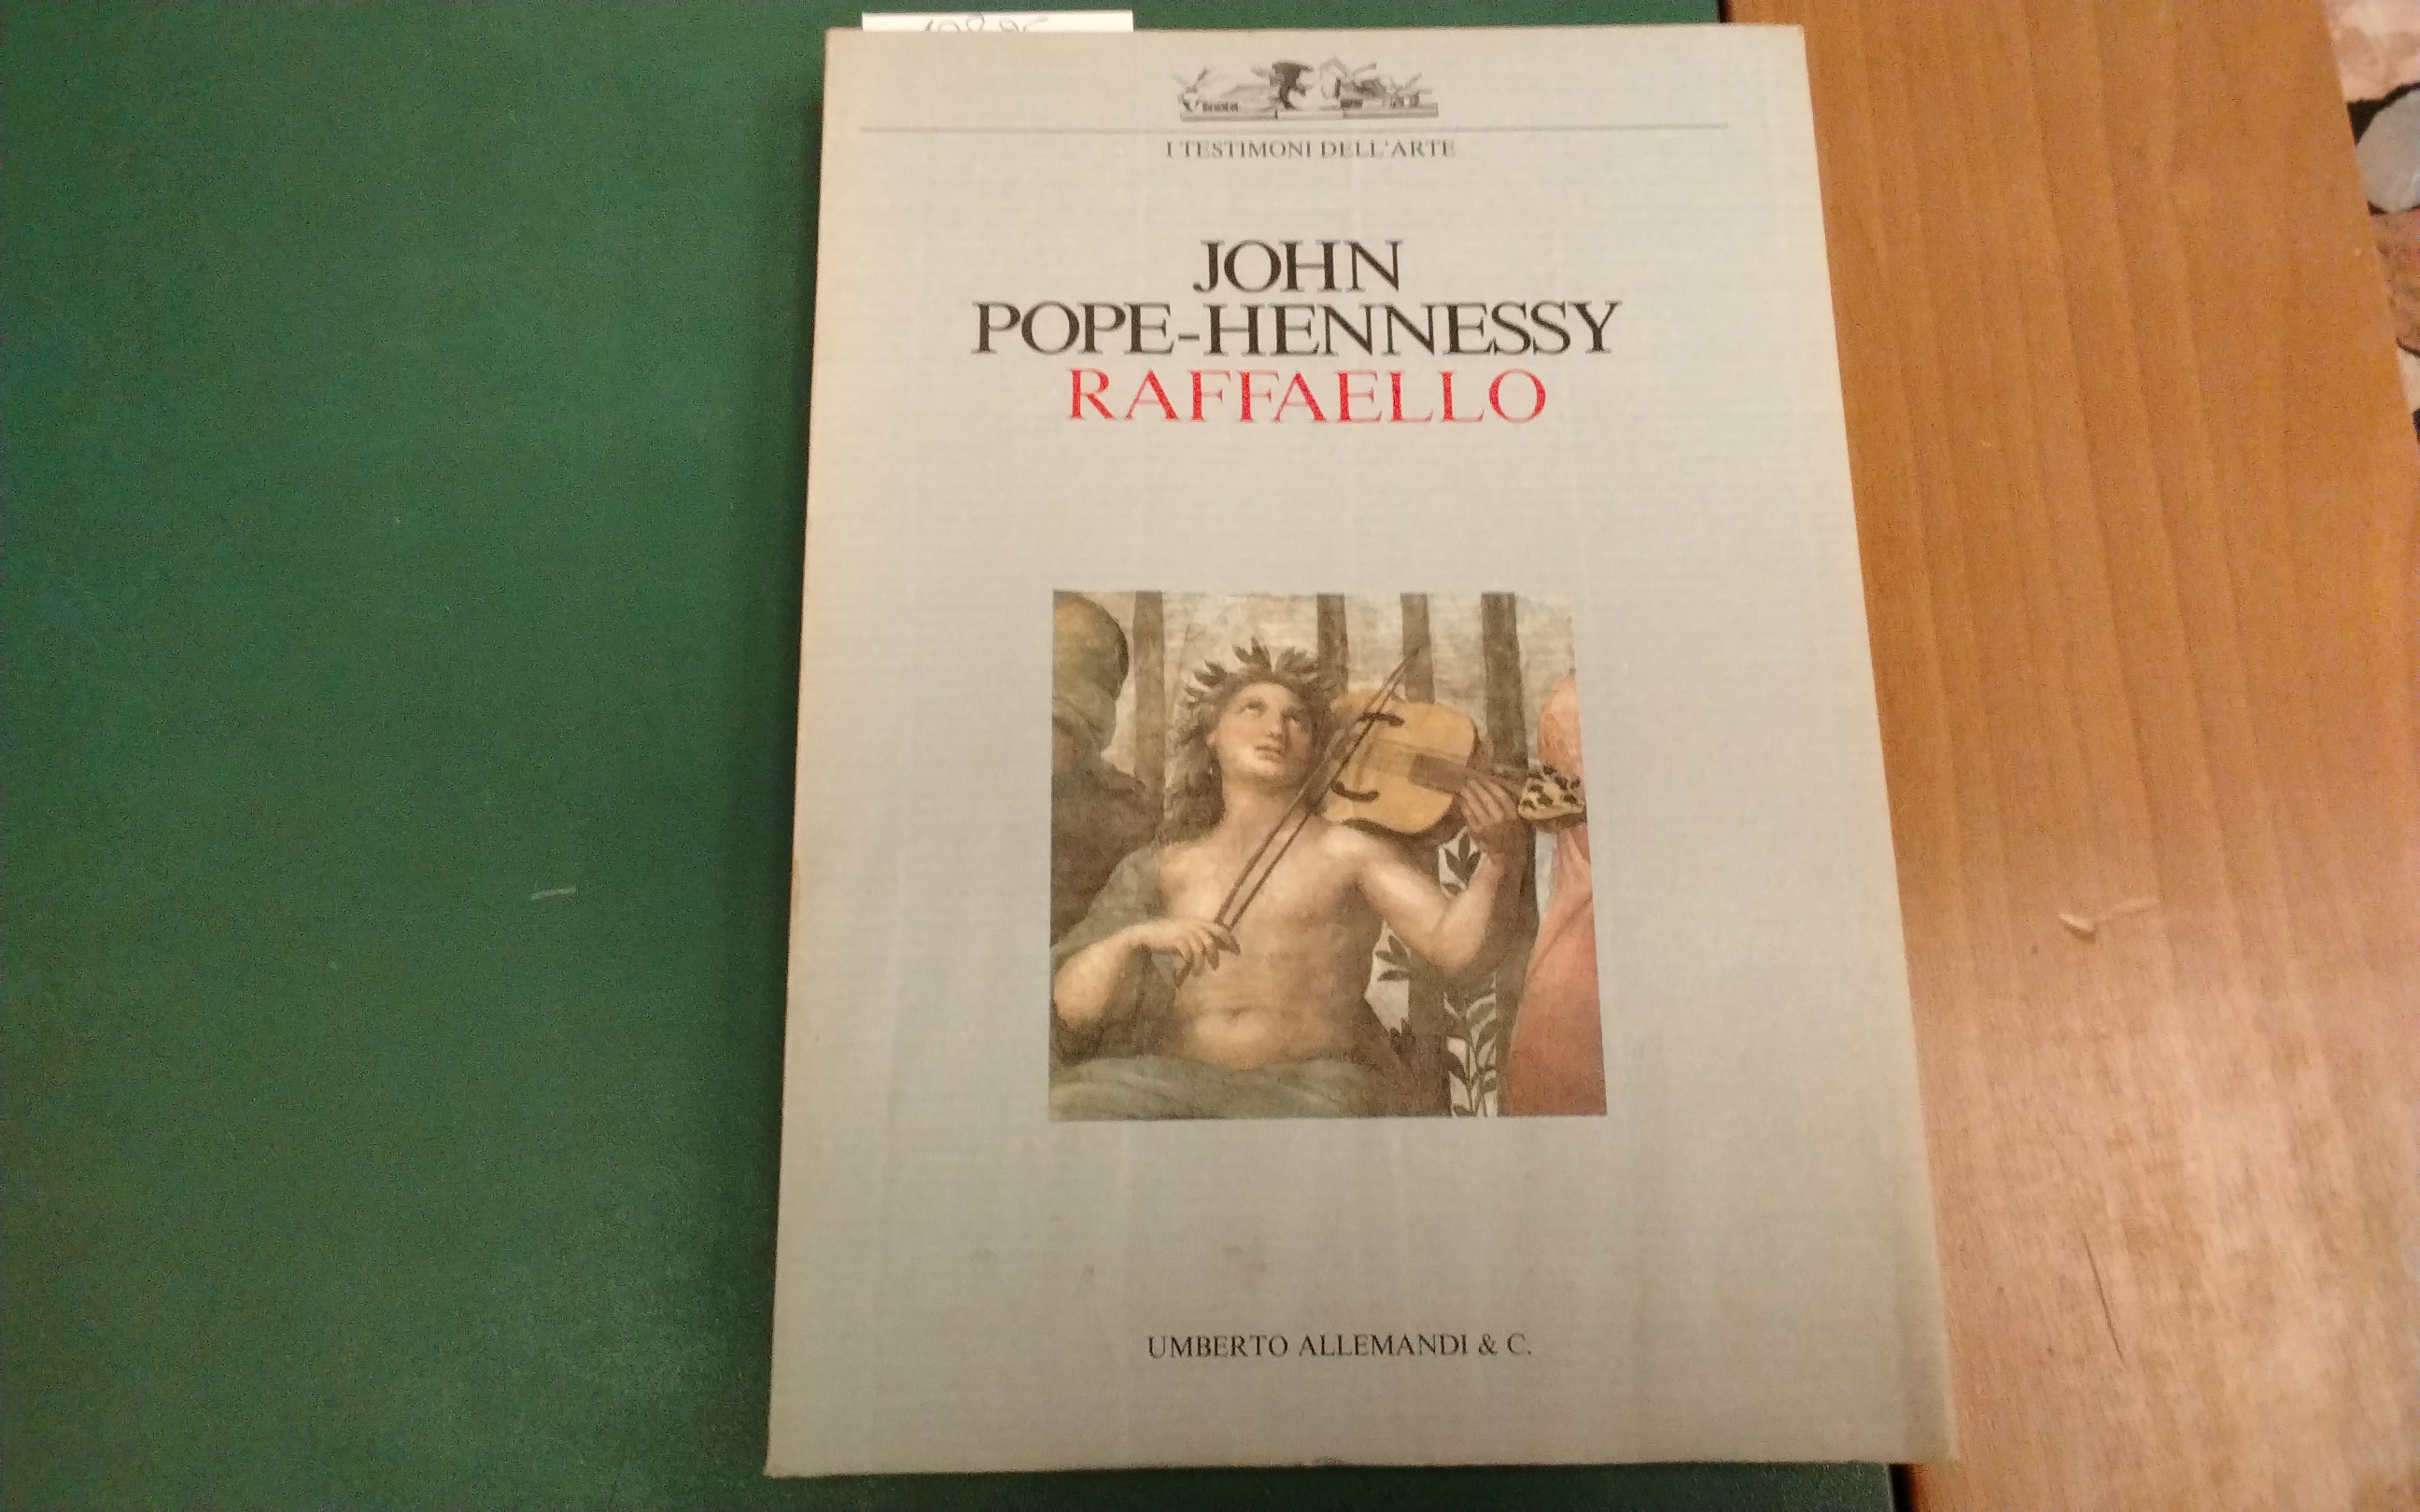 I TESTIMONI DELL'ARTE
JOHN
POPE-HENNESSY
RAFFAELLO
UMBERTO ALLEMANDI & C.